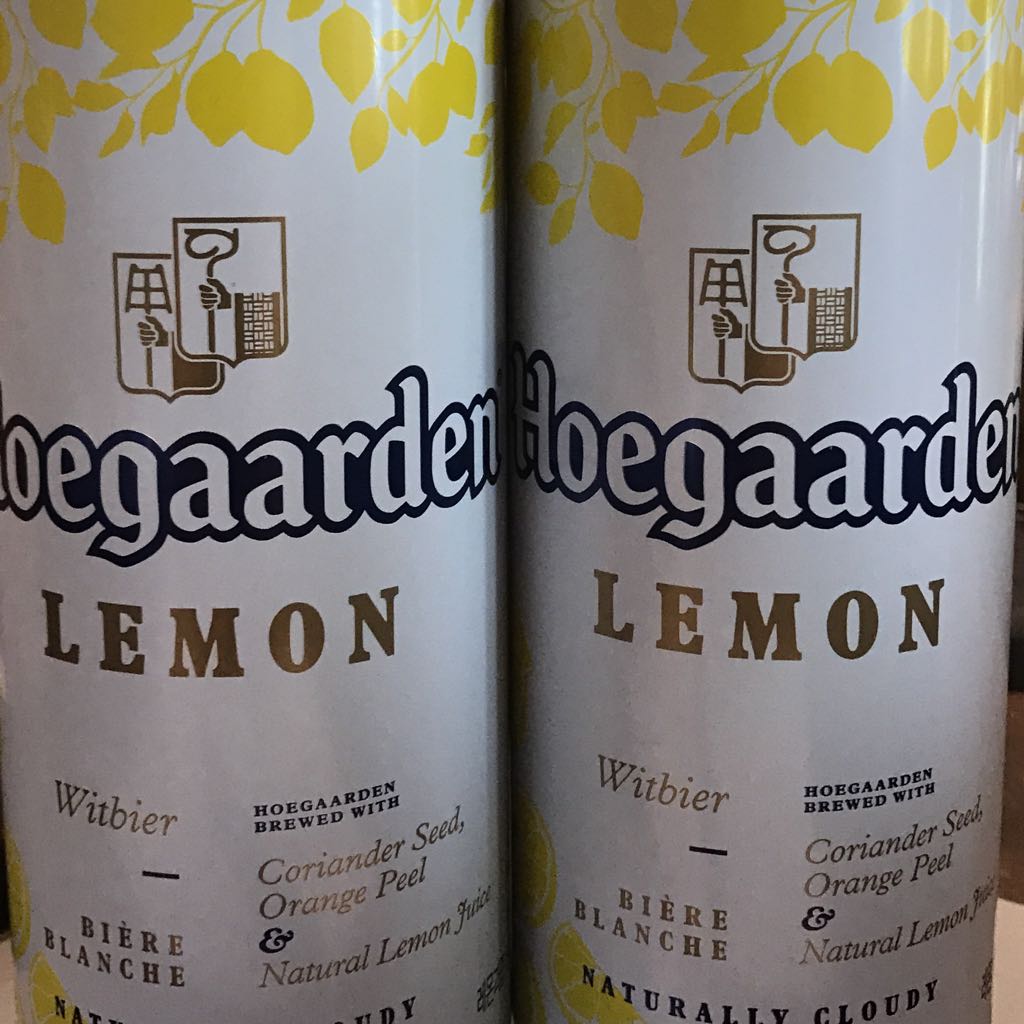 Hoegaarden
LEMON
Witbier
—
BIÈRE
BLANCHE
HOEGAARDEN
BREWED WITH
Coriander Seed,
Orange Peel
&
Natural Lemon Juice
CLOUDY
Hoegaarden
LEMON
Witbier
—
BIÈRE
BLANCHE
HOEGAARDEN
BREWED WITH
Coriander Seed,
Orange Peel
&
Natural Lemon Juice
NATURALLY CLOUDY